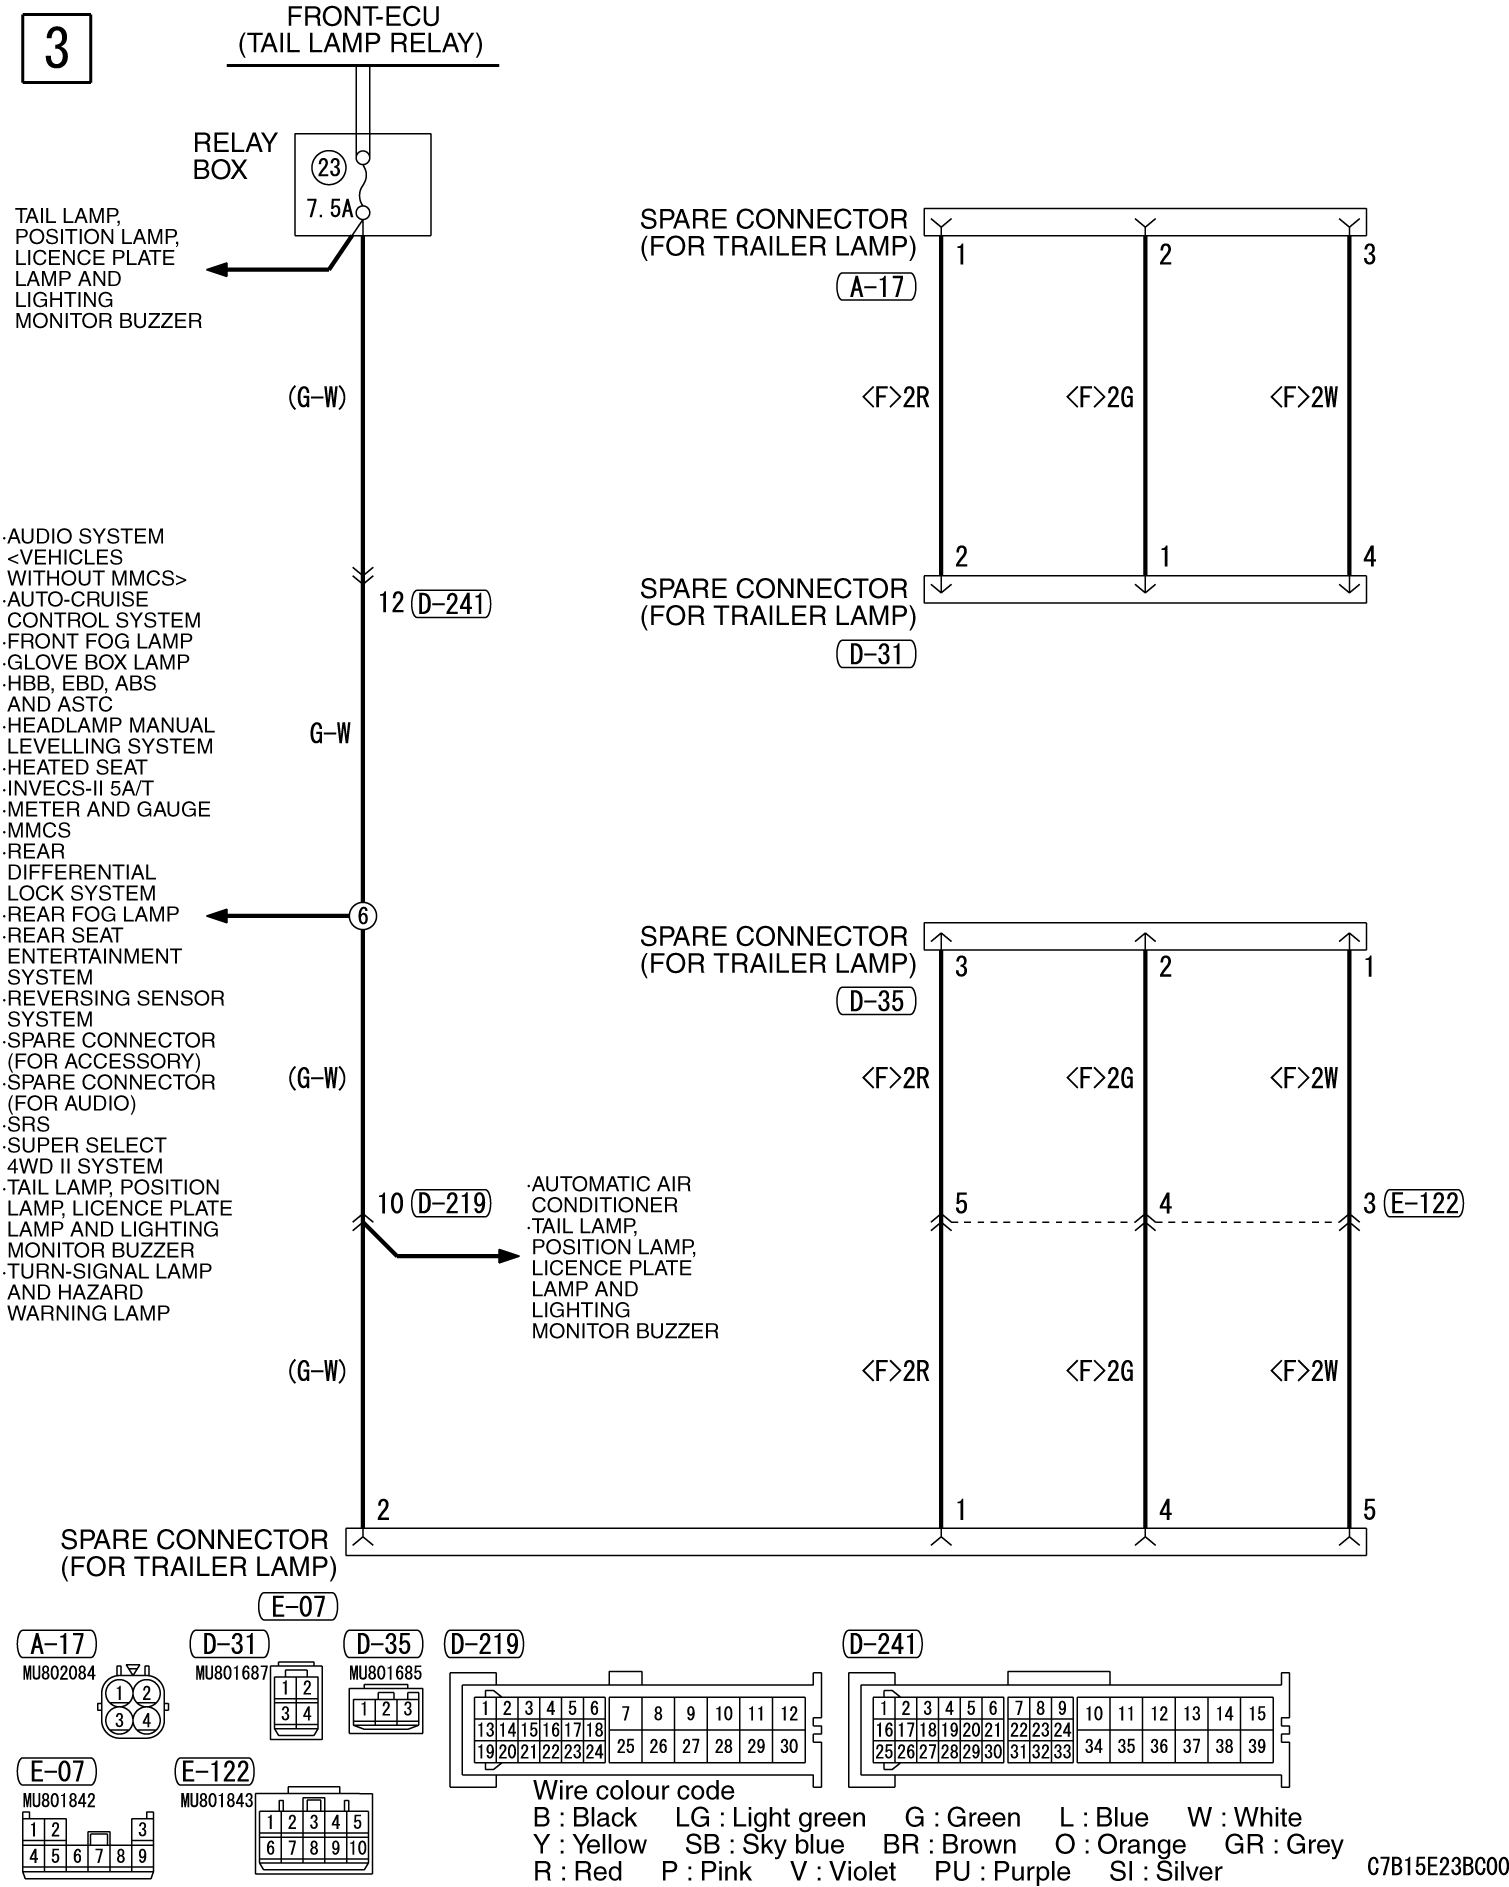 3
FRONT-ECU
(TAIL LAMP RELAY)
RELAY
BOX
23
7.5A
TAIL LAMP,
POSITION LAMP,
LICENCE PLATE
LAMP AND
LIGHTING
MONITOR BUZZER
(G-W)
12 D-241
G-W
·AUDIO SYSTEM
<VEHICLES
WITHOUT MMCS>
·AUTO-CRUISE
CONTROL SYSTEM
·FRONT FOG LAMP
·GLOVE BOX LAMP
·HBB, EBD, ABS
AND ASTC
·HEADLAMP MANUAL
LEVELLING SYSTEM
·HEATED SEAT
·INVECS-II 5A/T
·METER AND GAUGE
·MMCS
·REAR
DIFFERENTIAL
LOCK SYSTEM
·REAR FOG LAMP
·REAR SEAT
ENTERTAINMENT
SYSTEM
·REVERSING SENSOR
SYSTEM
·SPARE CONNECTOR
(FOR ACCESSORY)
·SPARE CONNECTOR
(FOR AUDIO)
·SRS
·SUPER SELECT
4WD II SYSTEM
·TAIL LAMP, POSITION
LAMP, LICENCE PLATE
LAMP AND LIGHTING
MONITOR BUZZER
·TURN-SIGNAL LAMP
AND HAZARD
WARNING LAMP
6
(G-W)
10 D-219
·AUTOMATIC AIR
CONDITIONER
·TAIL LAMP,
POSITION LAMP,
LICENCE PLATE
LAMP AND
LIGHTING
MONITOR BUZZER
(G-W)
2
SPARE CONNECTOR
(FOR TRAILER LAMP)
A-17
1 2 3
<F>2R <F>2G <F>2W
2 1 4
SPARE CONNECTOR
(FOR TRAILER LAMP)
D-31
SPARE CONNECTOR
(FOR TRAILER LAMP)
D-35
3 2 1
<F>2R <F>2G <F>2W
5 4 3 E-122
<F>2R <F>2G <F>2W
1 4 5
SPARE CONNECTOR
(FOR TRAILER LAMP)
E-07
A-17
MU802084
1 2
3 4
D-31
MU801687
1 2
3 4
D-35
MU801685
1 2 3
D-219
1 2 3 4 5 6 7 8 9 10 11 12
13 14 15 16 17 18
19 20 21 22 23 24 25 26 27 28 29 30
D-241
1 2 3 4 5 6 7 8 9 10 11 12 13 14 15
16 17 18 19 20 21 22 23 24
25 26 27 28 29 30 31 32 33 34 35 36 37 38 39
E-07
MU801842
1 2 3
4 5 6 7 8 9
E-122
MU801843
1 2 3 4 5
6 7 8 9 10
Wire colour code
B : Black LG : Light green G : Green L : Blue W : White
Y : Yellow SB : Sky blue BR : Brown O : Orange GR : Grey
R : Red P : Pink V : Violet PU : Purple SI : Silver
C7B15E23BC00